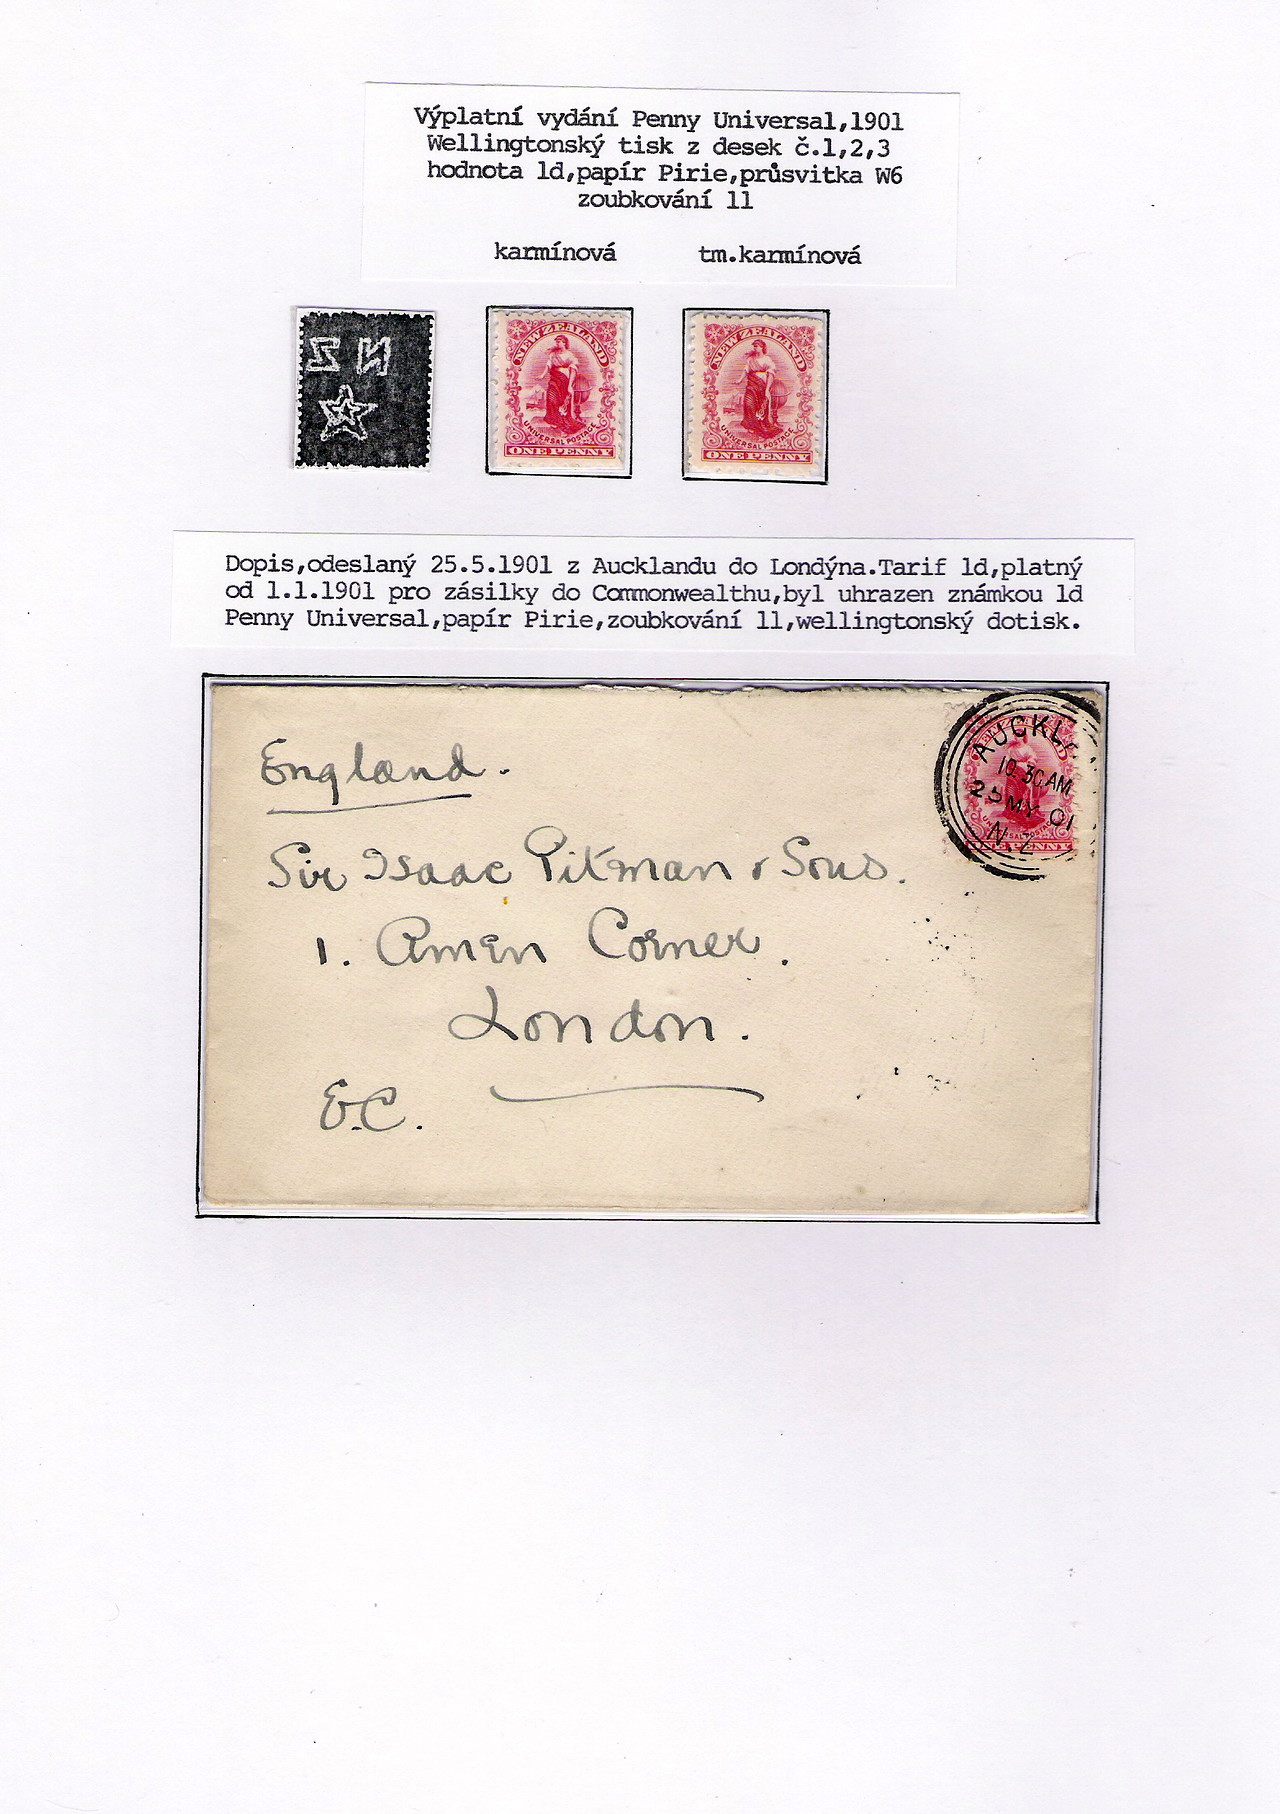 Výplatní vydání Penny Universal,1901
Wellingtonský tisk z desek č.1,2,3
hodnota 1d,papír Pirie,průsvitka W6
zoubkování 11
karmínová tm.karmínová
NEW ZEALAND
UNIVERSAL POSTAGE
ONE PENNY
NEW ZEALAND
UNIVERSAL POSTAGE
ONE PENNY
Dopis,odeslaný 25.5.1901 z Aucklandu do Londýna.Tarif 1d,platný
od 1.1.1901 pro zásilky do Commonwealthu,byl uhrazen známkou 1d
Penny Universal,papír Pirie,zoubkování 11,wellingtonský dotisk.
AUCKL
10.30AM
25MY 01
N.Z
England.
Sir Isaac Pitman & Sons.
1. Amen Corner.
London.
E.C.